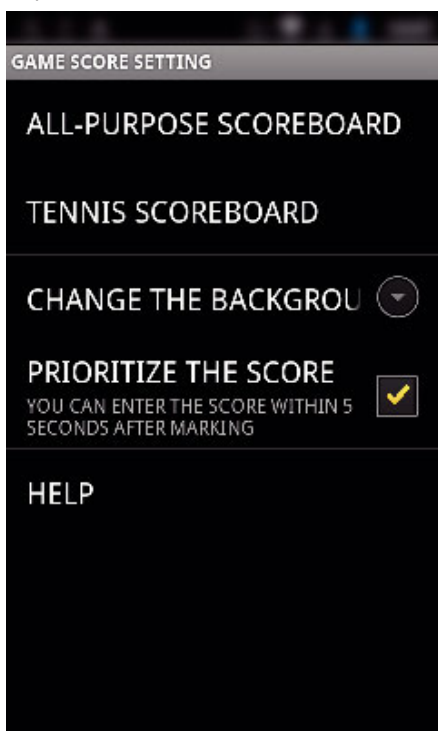 GAME SCORE SETTING
ALL-PURPOSE SCOREBOARD
TENNIS SCOREBOARD
CHANGE THE BACKGROU
PRIORITIZE THE SCORE
YOU CAN ENTER THE SCORE WITHIN 5
SECONDS AFTER MARKING
HELP